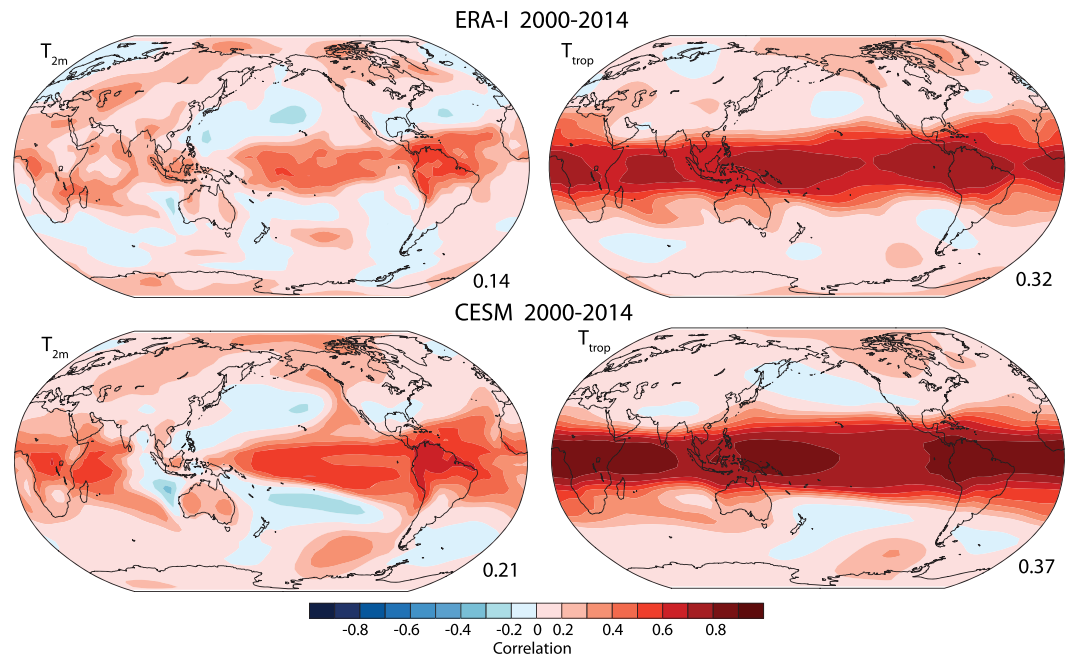 ERA-I 2000-2014
T2m
Ttrop
0.14
0.32
CESM 2000-2014
T2m
Ttrop
0.21
0.37
-0.8 -0.6 -0.4 -0.2 0 0.2 0.4 0.6 0.8
Correlation